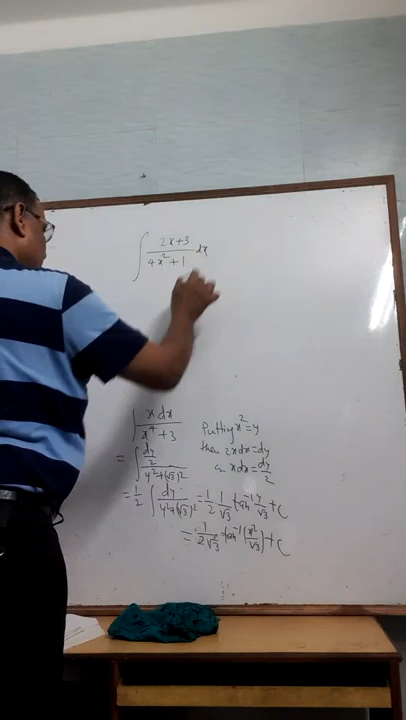 ∫ (2x+3)/(4x²+1) dx
∫ x dx/(x⁴+3) Putting x²=y
= ∫ (dy/2)/(y²+(√3)²) then 2x dx=dy
or x dx=dy/2
= 1/2 ∫ dy/(y²+(√3)²) = 1/2 1/√3 tan⁻¹ y/√3 + C
= 1/(2√3) tan⁻¹(x²/√3)+C